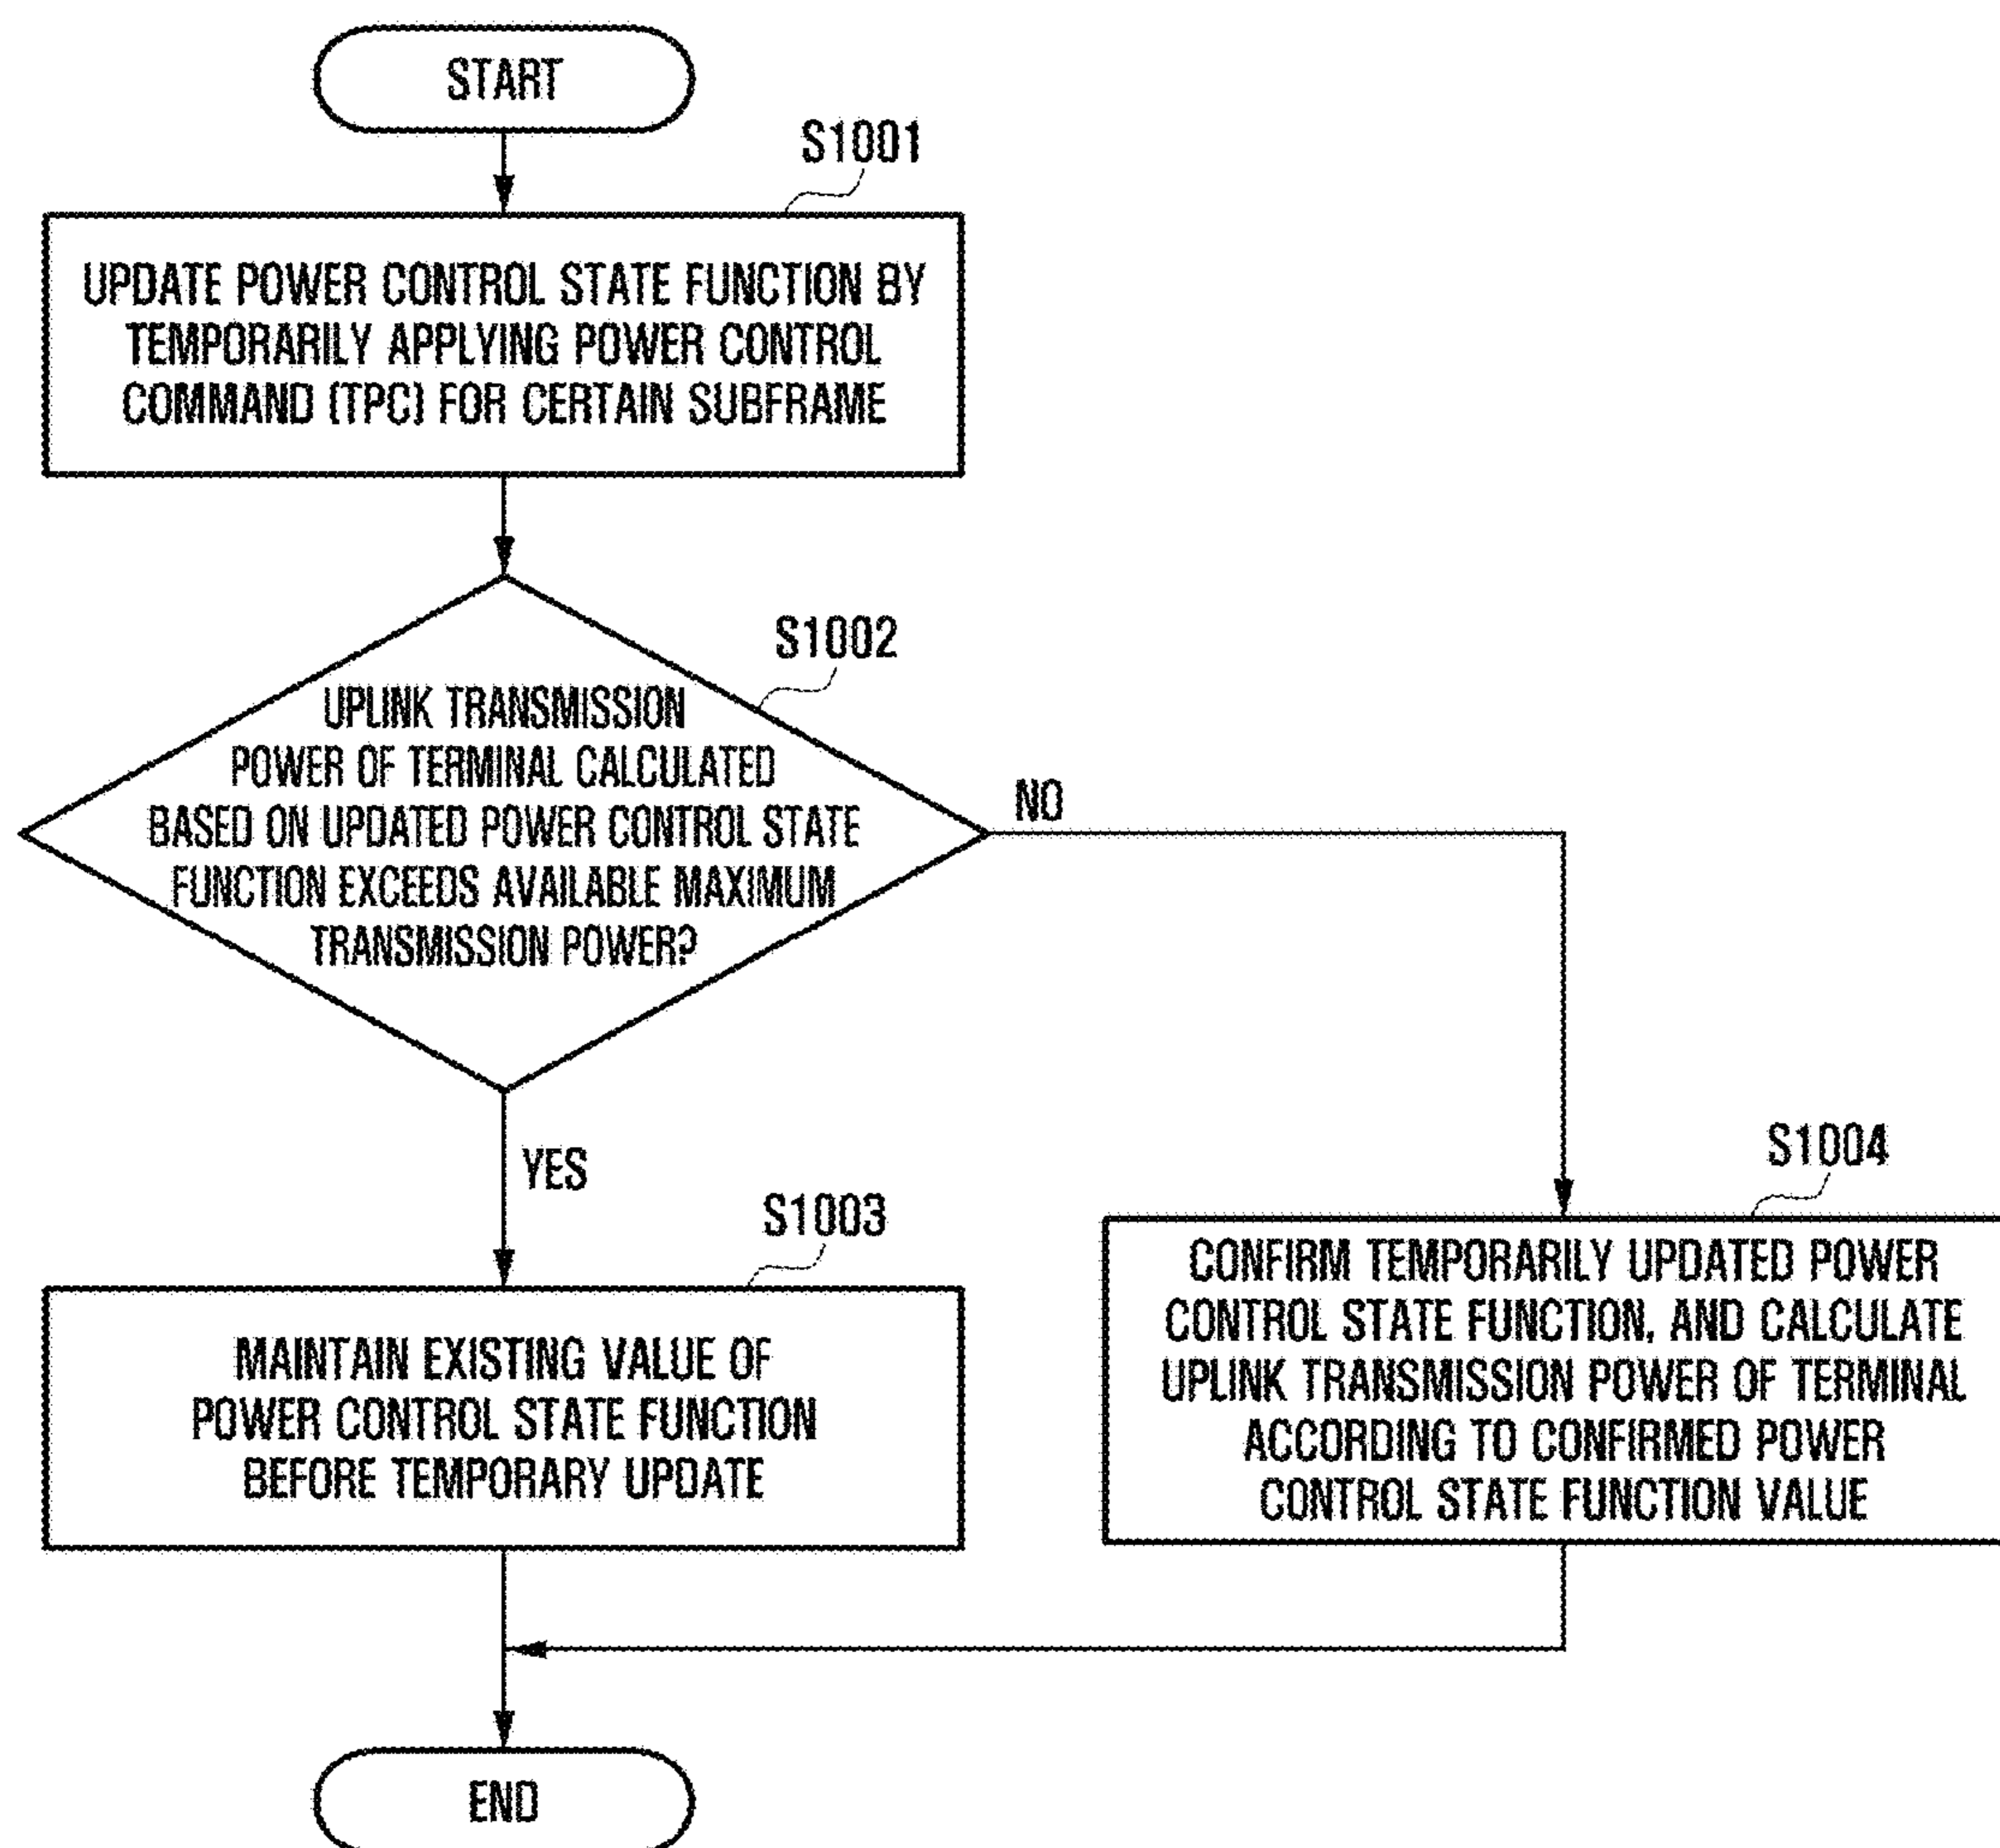 START
S1001
UPDATE POWER CONTROL STATE FUNCTION BY
TEMPORARILY APPLYING POWER CONTROL
COMMAND (TPC) FOR CERTAIN SUBFRAME
S1002
UPLINK TRANSMISSION
POWER OF TERMINAL CALCULATED
BASED ON UPDATED POWER CONTROL STATE
FUNCTION EXCEEDS AVAILABLE MAXIMUM
TRANSMISSION POWER?
NO
YES
S1003
MAINTAIN EXISTING VALUE OF
POWER CONTROL STATE FUNCTION
BEFORE TEMPORARY UPDATE
S1004
CONFIRM TEMPORARILY UPDATED POWER
CONTROL STATE FUNCTION, AND CALCULATE
UPLINK TRANSMISSION POWER OF TERMINAL
ACCORDING TO CONFIRMED POWER
CONTROL STATE FUNCTION VALUE
END